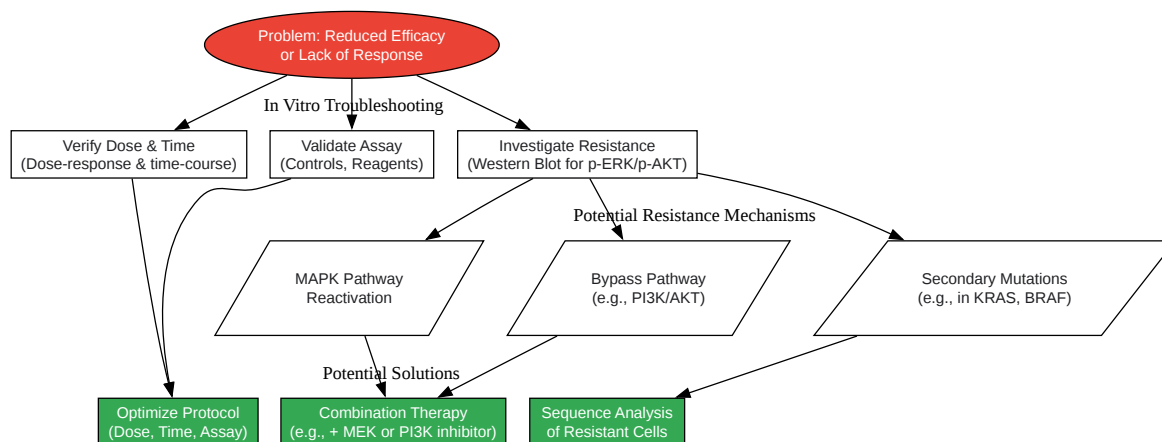 Problem: Reduced Efficacy
or Lack of Response
In Vitro Troubleshooting
Verify Dose & Time
(Dose-response & time-course)
Validate Assay
(Controls, Reagents)
Investigate Resistance
(Western Blot for p-ERK/p-AKT)
Potential Resistance Mechanisms
MAPK Pathway
Reactivation
Bypass Pathway
(e.g., PI3K/AKT)
Secondary Mutations
(e.g., in KRAS, BRAF)
Potential Solutions
Optimize Protocol
(Dose, Time, Assay)
Combination Therapy
(e.g., + MEK or PI3K inhibitor)
Sequence Analysis
of Resistant Cells